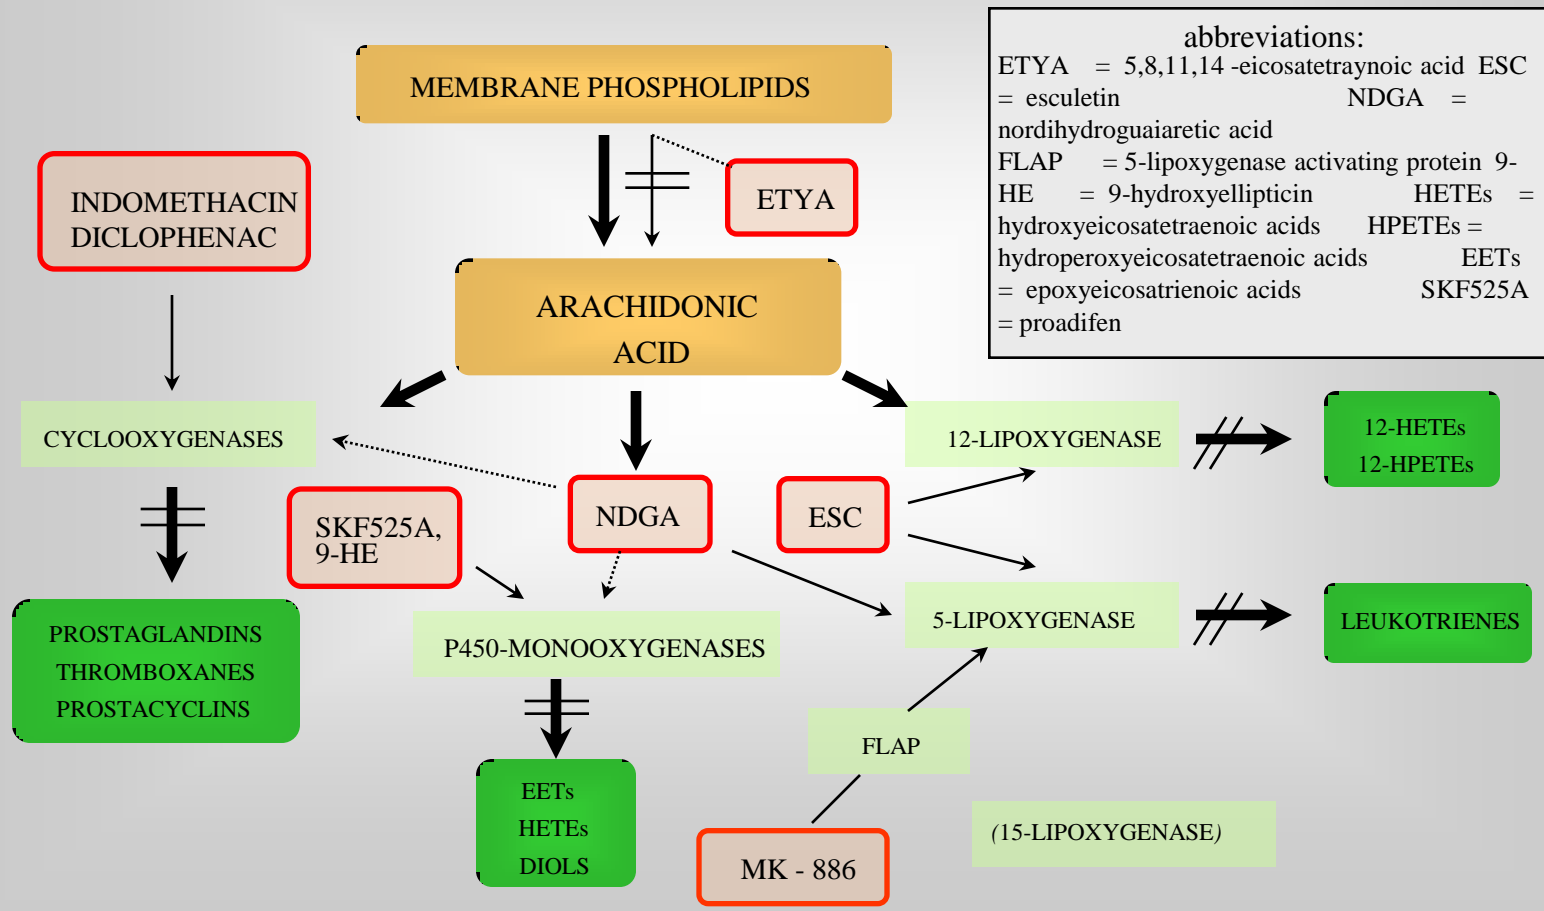 abbreviations:
ETYA = 5,8,11,14 -eicosatetraynoic acid ESC
= esculetin NDGA =
nordihydroguaiaretic acid
FLAP = 5-lipoxygenase activating protein 9-
HE = 9-hydroxyellipticin HETEs =
hydroxyeicosatetraenoic acids HPETEs =
hydroperoxyeicosatetraenoic acids EETs
= epoxyeicosatrienoic acids SKF525A
= proadifen
MEMBRANE PHOSPHOLIPIDS
INDOMETHACIN
DICLOPHENAC
ETYA
ARACHIDONIC
ACID
CYCLOOXYGENASES
12-LIPOXYGENASE
12-HETEs
12-HPETEs
SKF525A,
9-HE
NDGA
ESC
PROSTAGLANDINS
THROMBOXANES
PROSTACYCLINS
P450-MONOOXYGENASES
5-LIPOXYGENASE
LEUKOTRIENES
FLAP
EETs
HETEs
DIOLS
MK - 886
(15-LIPOXYGENASE)